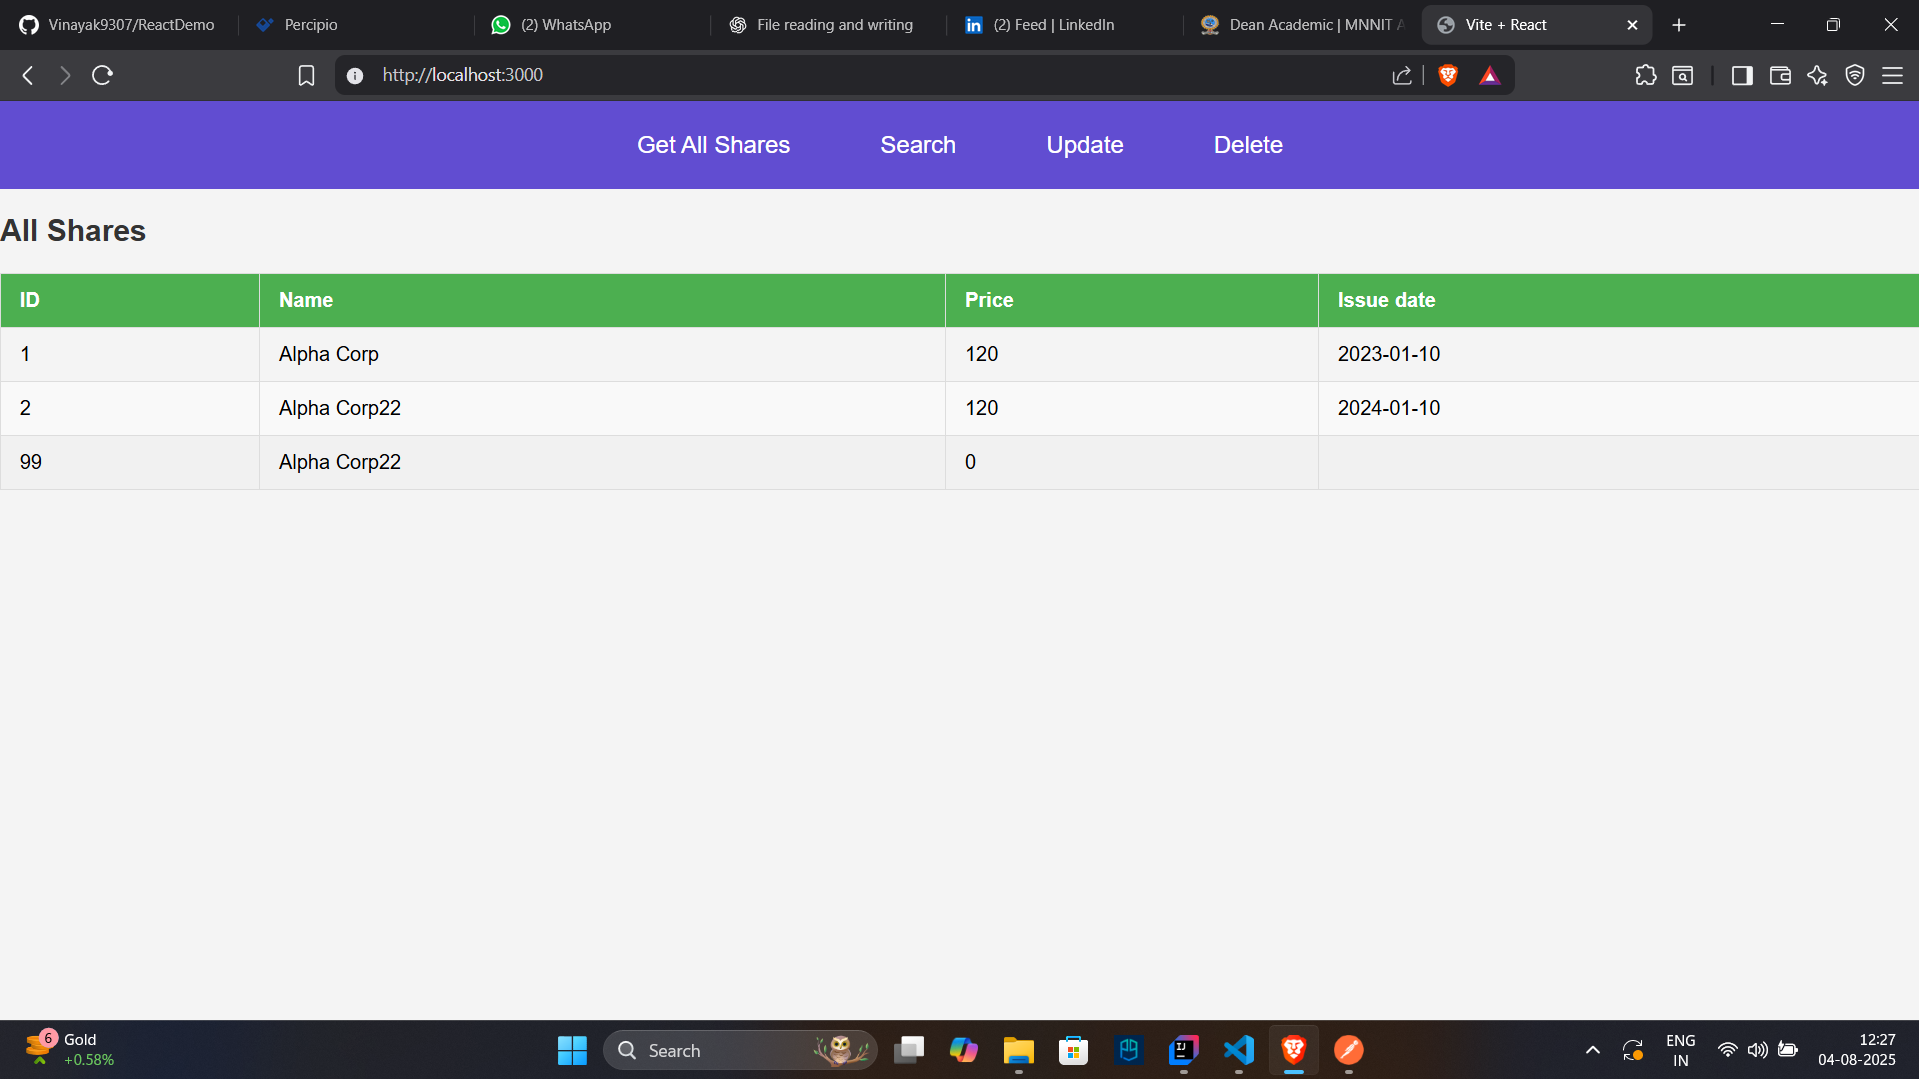 Vinayak9307/ReactDemo
Percipio
(2) WhatsApp
File reading and writing
(2) Feed | LinkedIn
Dean Academic | MNNIT A
Vite + React
http://localhost:3000
Get All Shares Search Update Delete
All Shares
ID Name Price Issue date
1 Alpha Corp 120 2023-01-10
2 Alpha Corp22 120 2024-01-10
99 Alpha Corp22 0
6
Gold
+0.58%
Search
IJ
ENG
IN
12:27
04-08-2025